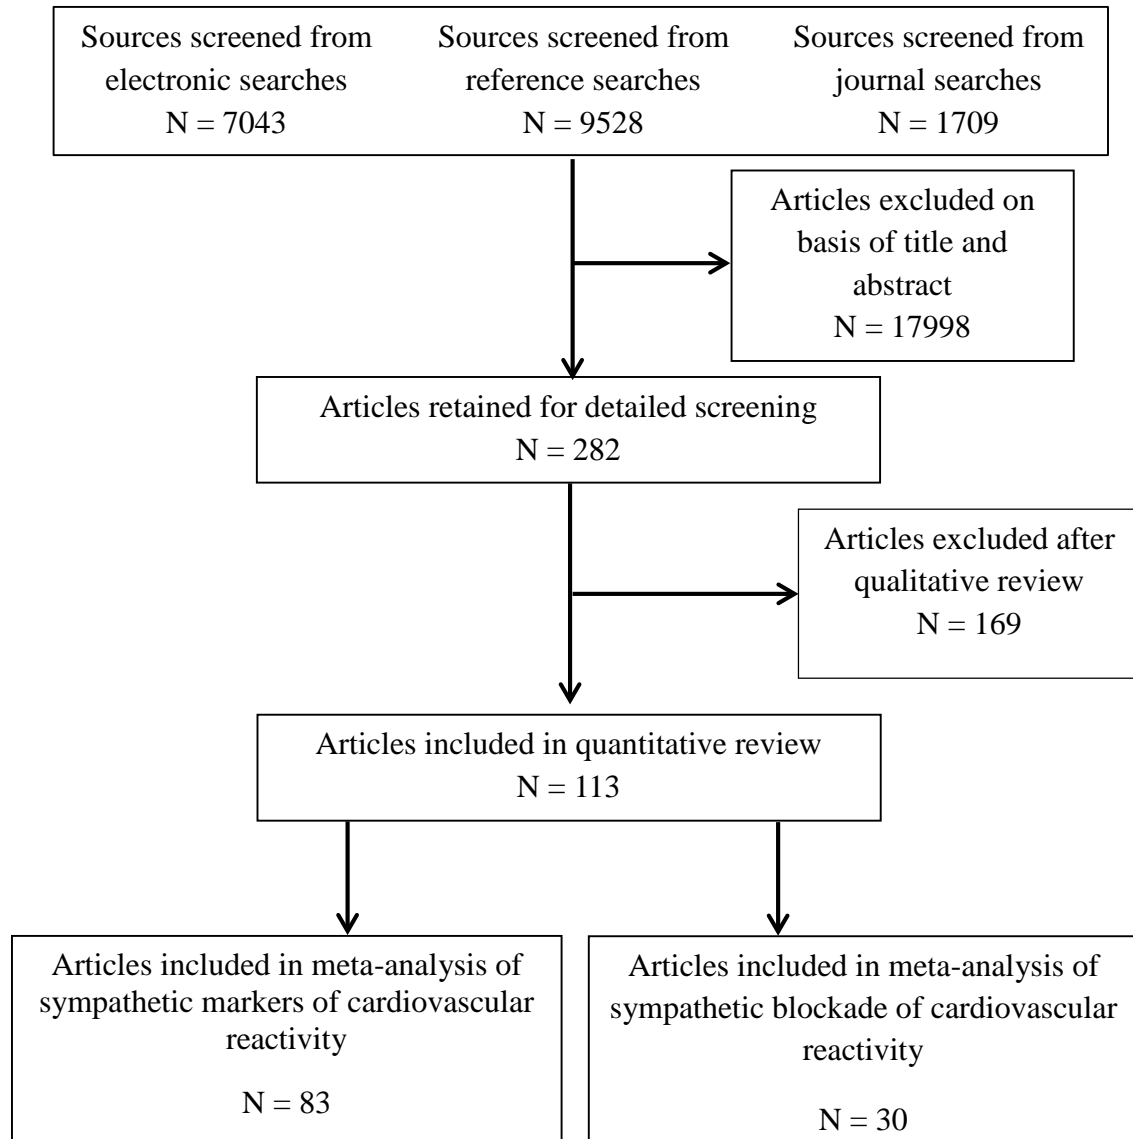 Sources screened from
electronic searches
N = 7043
Sources screened from
reference searches
N = 9528
Sources screened from
journal searches
N = 1709
Articles excluded on
basis of title and
abstract
N = 17998
Articles retained for detailed screening
N = 282
Articles excluded after
qualitative review
N = 169
Articles included in quantitative review
N = 113
Articles included in meta-analysis of
sympathetic markers of cardiovascular
reactivity
N = 83
Articles included in meta-analysis of
sympathetic blockade of cardiovascular
reactivity
N = 30